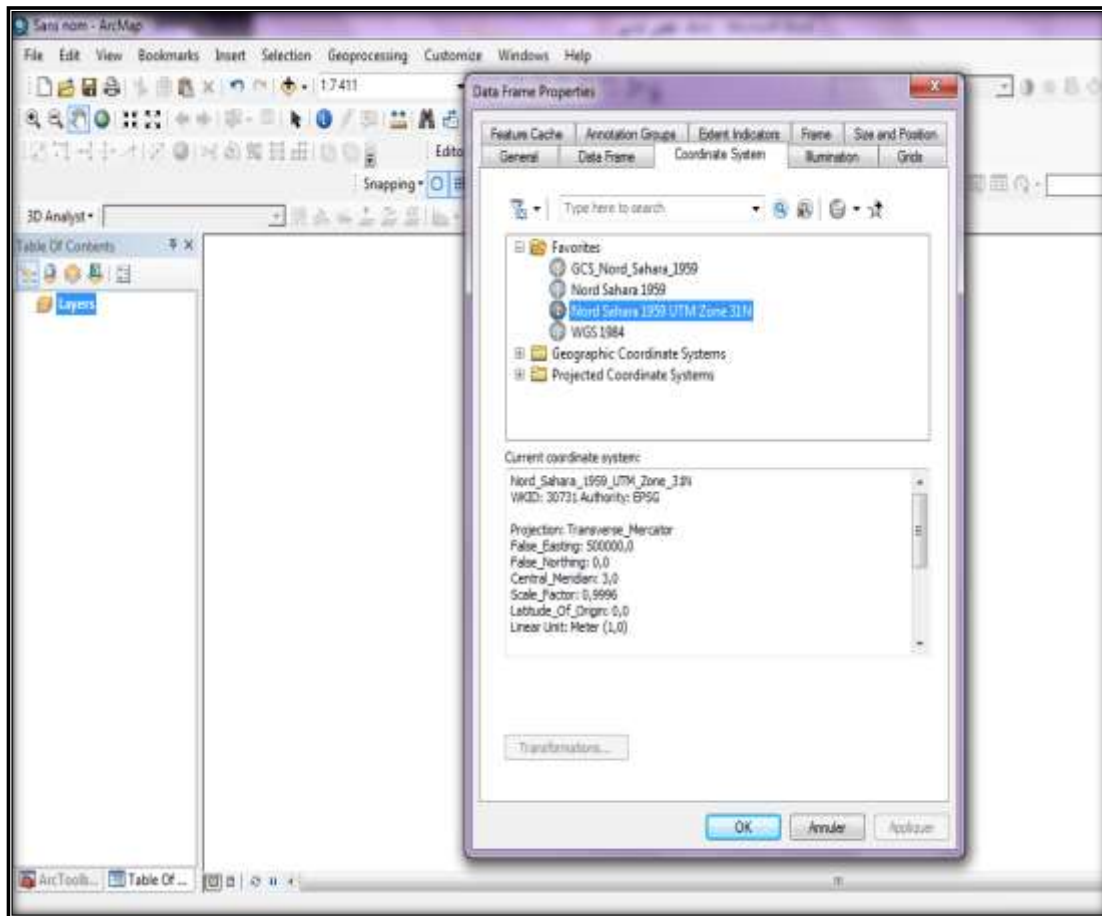 Sans nom - ArcMap
File Edit View Bookmarks Insert Selection Geoprocessing Customize Windows Help
1:7 411
Edito
Snapping
3D Analyst
Table Of Contents
Layers
Data Frame Properties
Feature Cache Annotation Groups Extent Indicators Frame Size and Position
General Data Frame Coordinate System Illumination Grids
Type here to search
Favorites
GCS_Nord_Sahara_1959
Nord Sahara 1959
Nord Sahara 1959 UTM Zone 31N
WGS 1984
Geographic Coordinate Systems
Projected Coordinate Systems
Current coordinate system:
Nord_Sahara_1959_UTM_Zone_31N
WKID: 30731 Authority: EPSG
Projection: Transverse_Mercator
False_Easting: 500000,0
False_Northing: 0,0
Central_Meridian: 3,0
Scale_Factor: 0,9996
Latitude_Of_Origin: 0,0
Linear Unit: Meter (1,0)
Transformations...
OK Annuler Appliquer
ArcToolb... Table Of ...